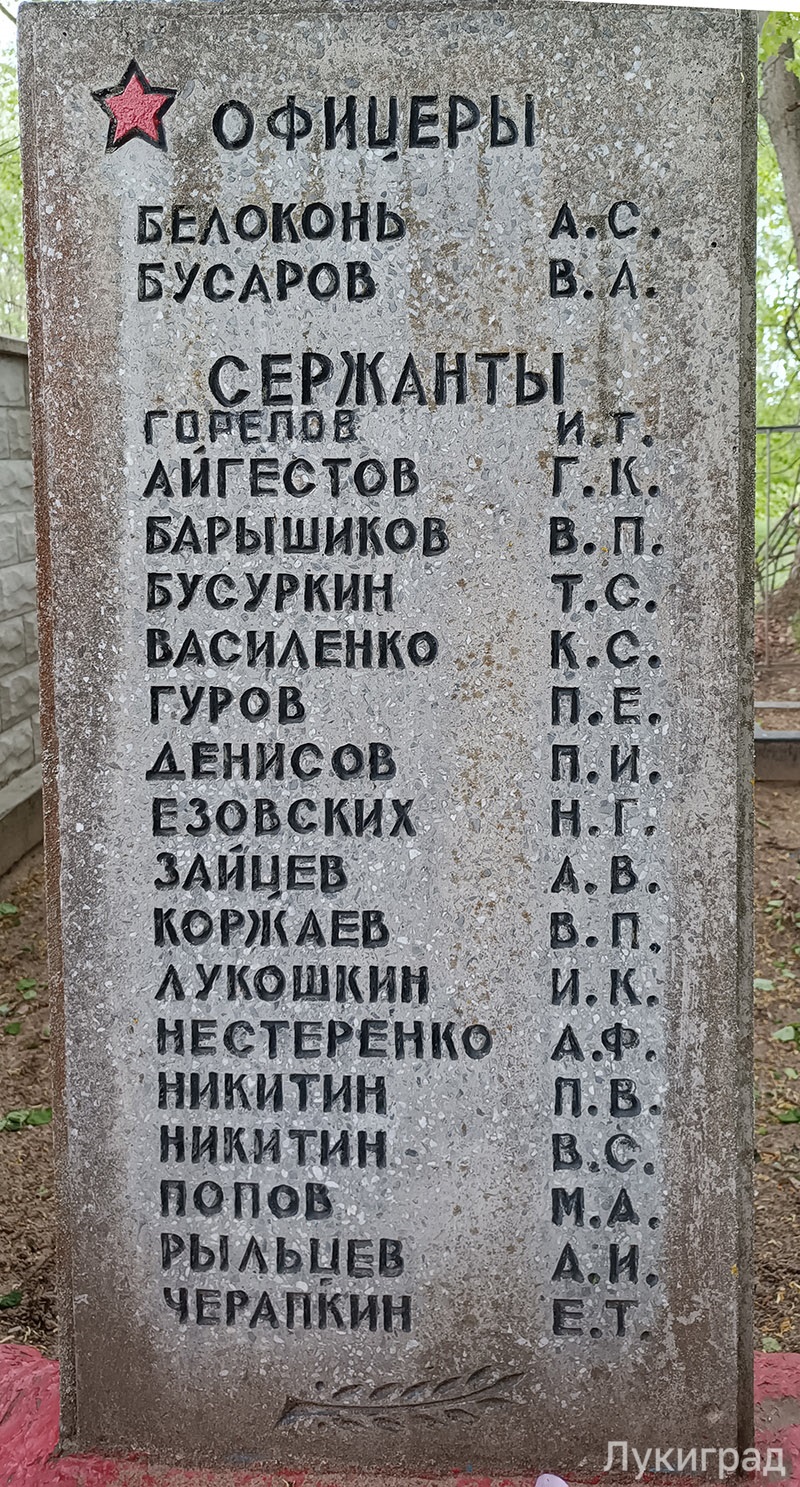 ОФИЦЕРЫ
БЕЛОКОНЬ А.С.
БУСАРОВ В.А.
СЕРЖАНТЫ
ГОРЕЛОВ И.Г.
АЙГЕСТОВ Г.К.
БАРЫШИКОВ В.П.
БУСУРКИН Т.С.
ВАСИЛЕНКО К.С.
ГУРОВ П.Е.
ДЕНИСОВ П.И.
ЕЗОВСКИХ Н.Г.
ЗАЙЦЕВ А.В.
КОРЖАЕВ В.П.
ЛУКОШКИН И.К.
НЕСТЕРЕНКО А.Ф.
НИКИТИН П.В.
НИКИТИН В.С.
ПОПОВ М.А.
РЫЛЬЦЕВ А.И.
ЧЕРАПКИН Е.Т.
Лукиград